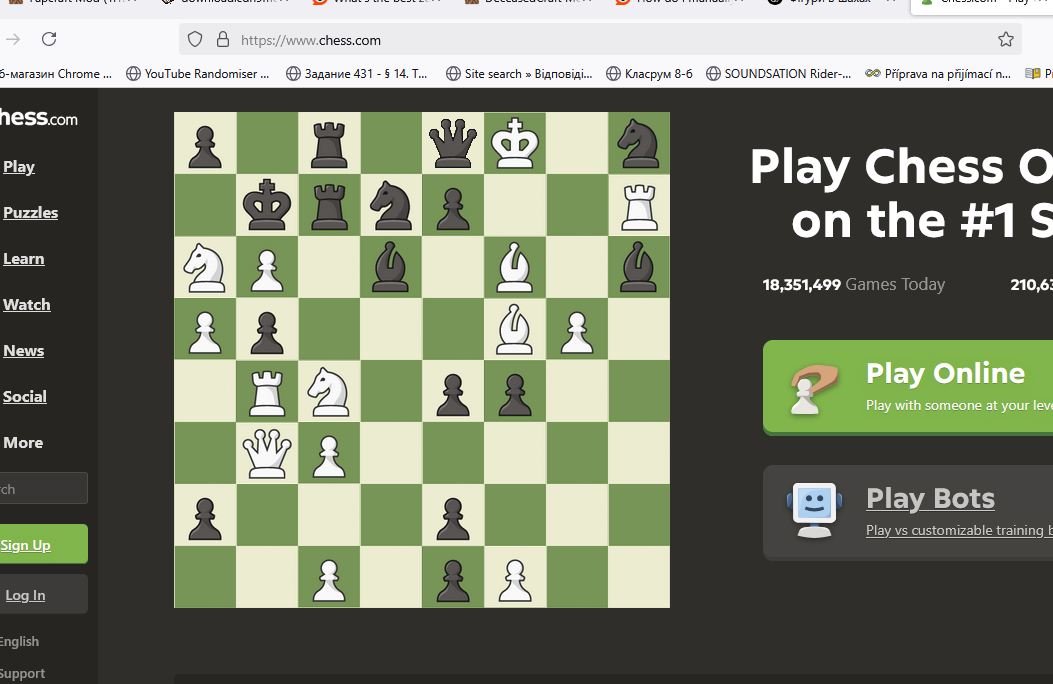 https://www.chess.com
б-магазин Chrome ...
YouTube Randomiser ...
Задание 431 - § 14. Т...
Site search » Відповіді...
Класрум 8-б
SOUNDSATION Rider-...
Příprava na přijímací n...
hess.com
Play
Puzzles
Learn
Watch
News
Social
More
rch
Sign Up
Log In
English
Support
Play Chess O
on the #1 S
18,351,499 Games Today
210,63
Play Online
Play with someone at your leve
Play Bots
Play vs customizable training b